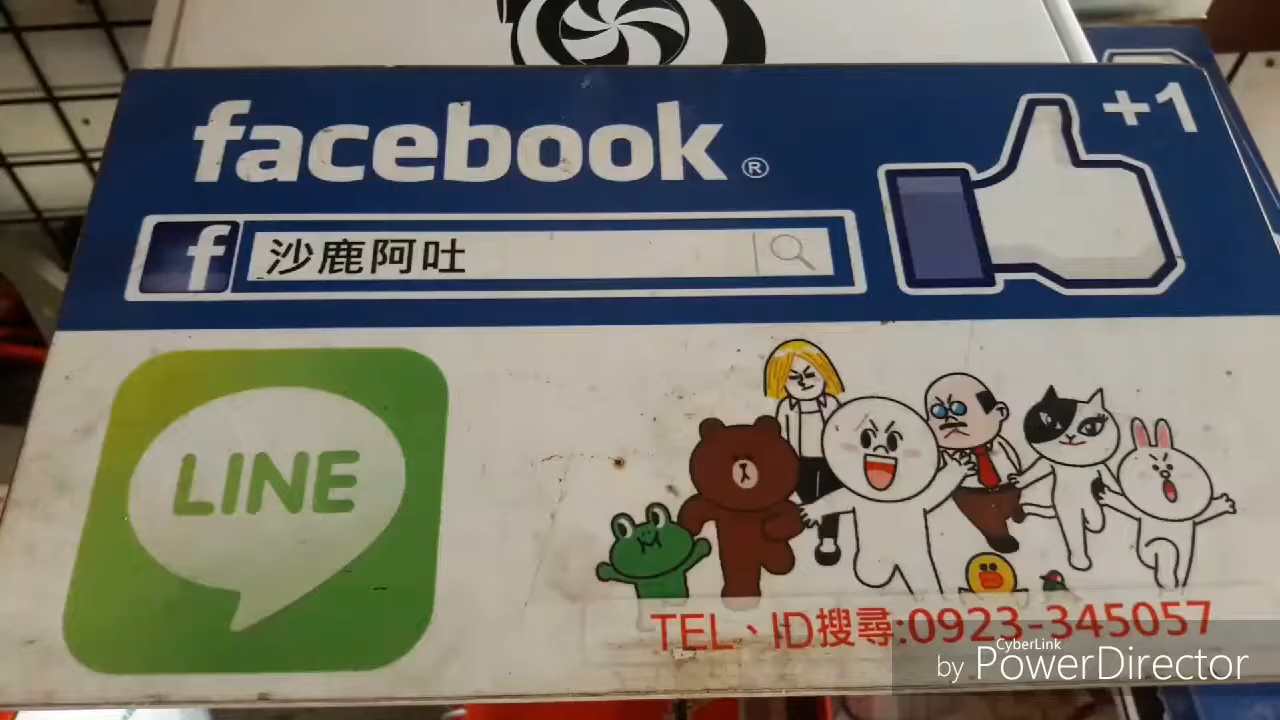 facebook®
+1
f 沙鹿阿吐
LINE
TEL、ID搜尋:0923-345057
CyberLink
by PowerDirector